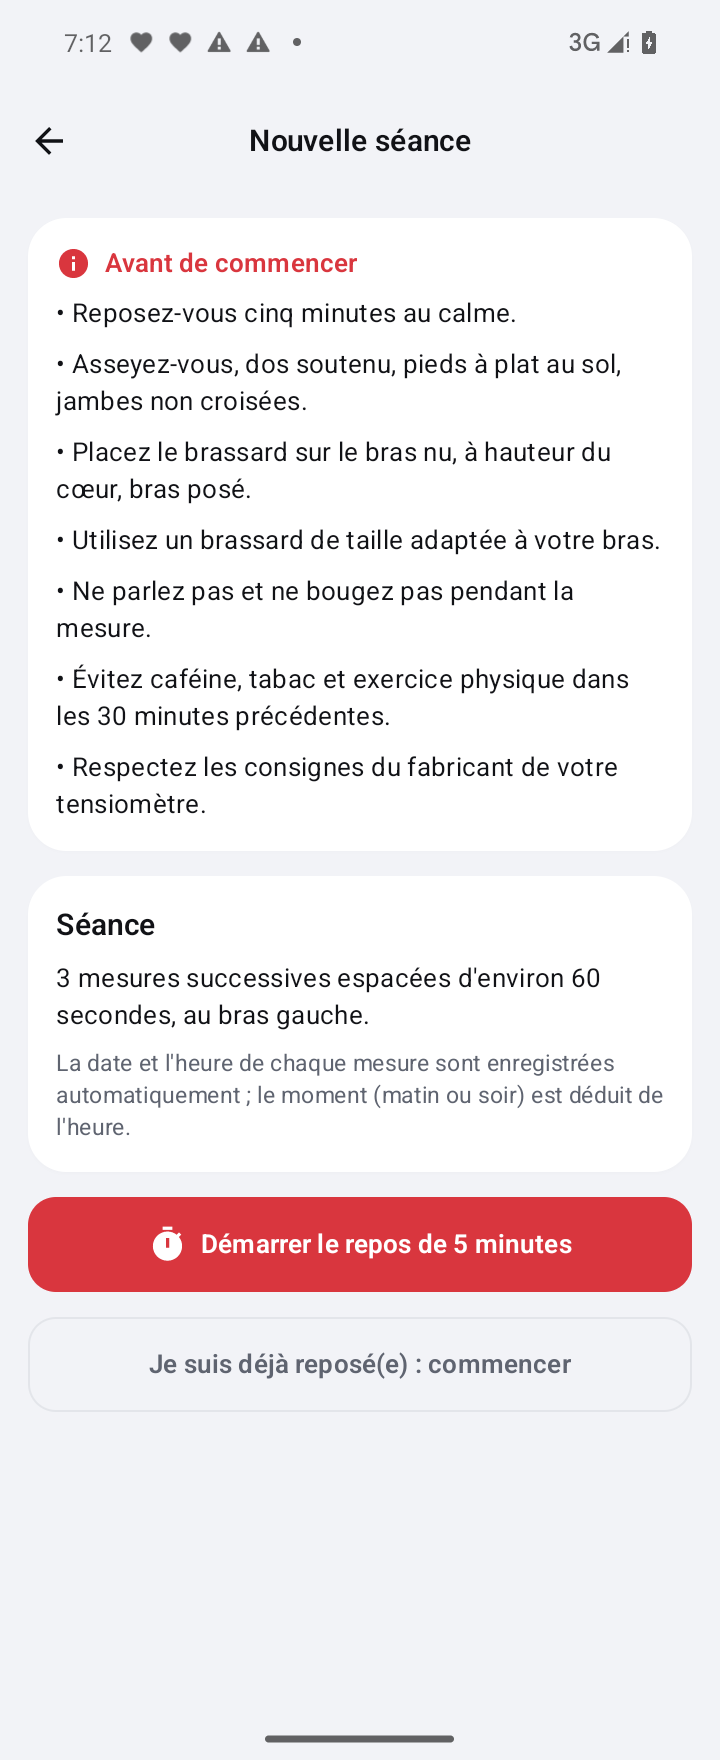 7:12
3G
Nouvelle séance
Avant de commencer
• Reposez-vous cinq minutes au calme.
• Asseyez-vous, dos soutenu, pieds à plat au sol,
jambes non croisées.
• Placez le brassard sur le bras nu, à hauteur du
cœur, bras posé.
• Utilisez un brassard de taille adaptée à votre bras.
• Ne parlez pas et ne bougez pas pendant la
mesure.
• Évitez caféine, tabac et exercice physique dans
les 30 minutes précédentes.
• Respectez les consignes du fabricant de votre
tensiomètre.
Séance
3 mesures successives espacées d'environ 60
secondes, au bras gauche.
La date et l'heure de chaque mesure sont enregistrées
automatiquement ; le moment (matin ou soir) est déduit de
l'heure.
Démarrer le repos de 5 minutes
Je suis déjà reposé(e) : commencer